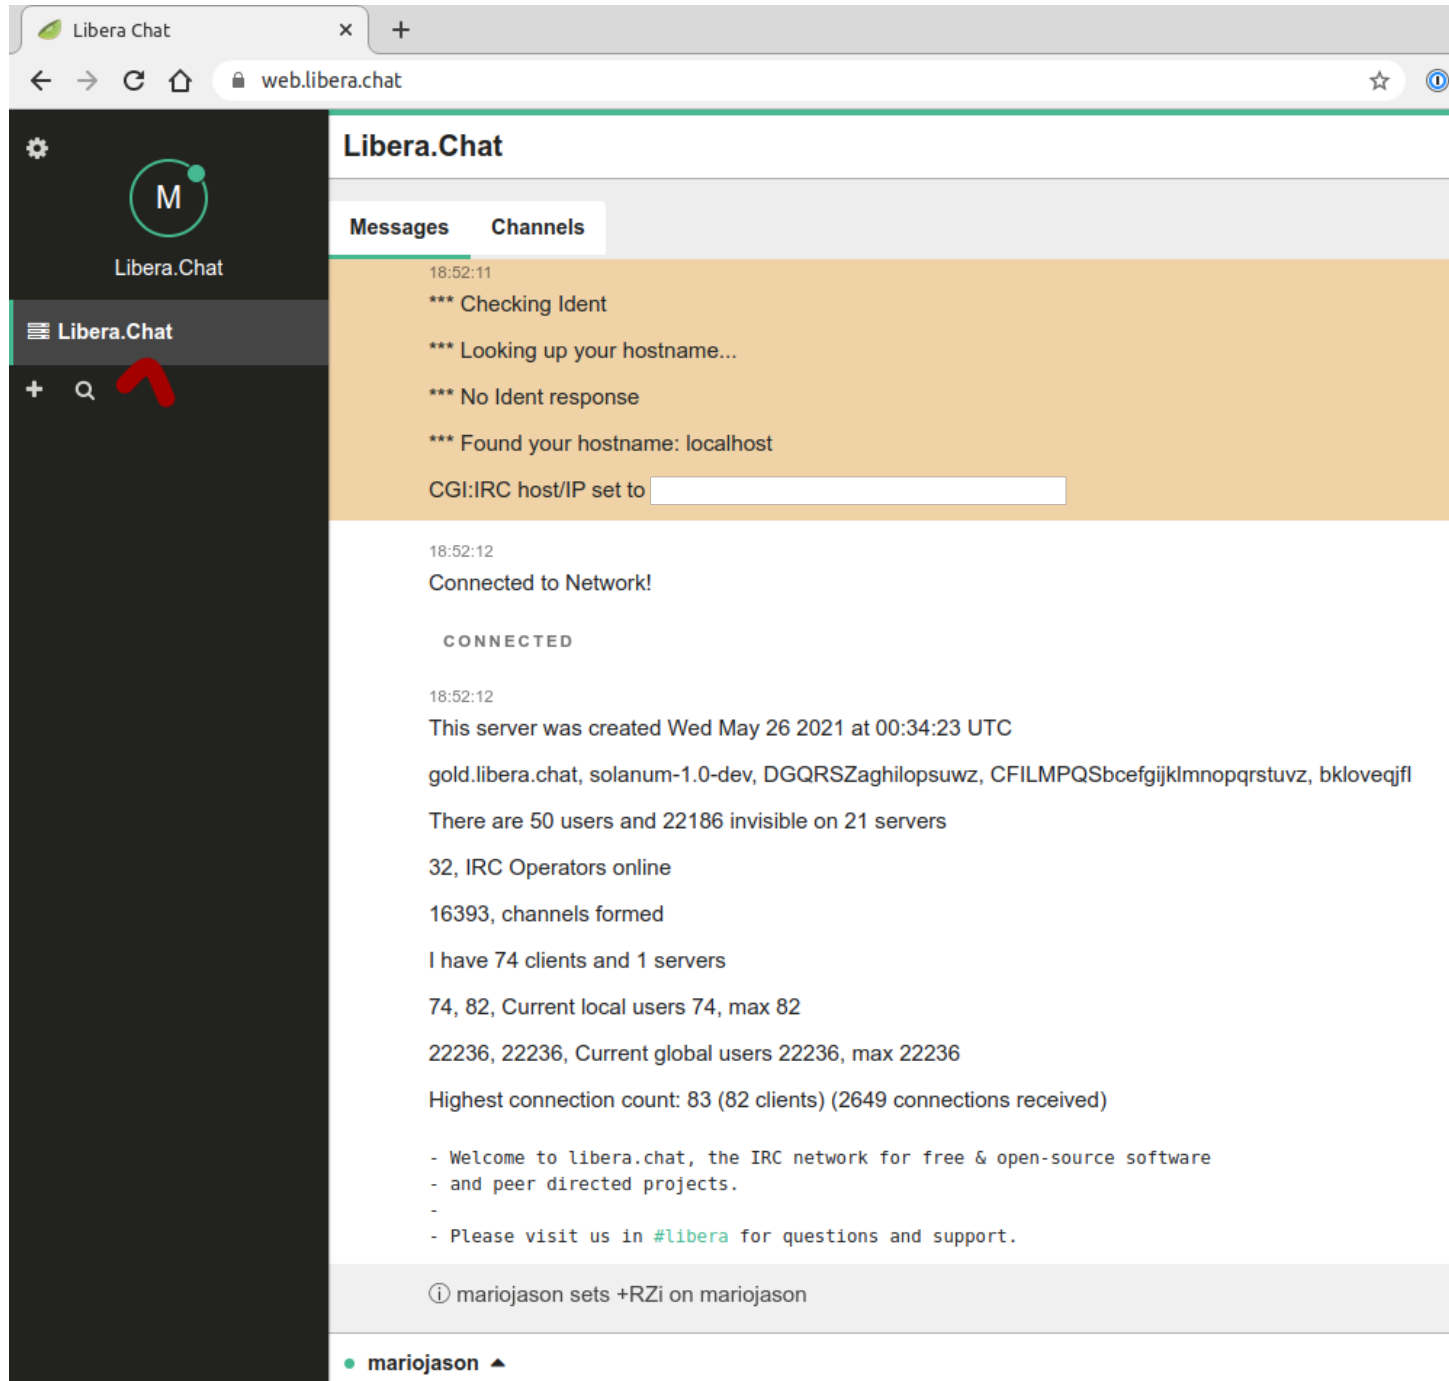 Libera Chat
web.libera.chat
M
Libera.Chat
Libera.Chat
Libera.Chat
Messages Channels
18:52:11
*** Checking Ident
*** Looking up your hostname...
*** No Ident response
*** Found your hostname: localhost
CGI:IRC host/IP set to
18:52:12
Connected to Network!
CONNECTED
18:52:12
This server was created Wed May 26 2021 at 00:34:23 UTC
gold.libera.chat, solanum-1.0-dev, DGQRSZaghilopsuwz, CFILMPQSbcefgijklmnopqrstuvz, bkloveqjfI
There are 50 users and 22186 invisible on 21 servers
32, IRC Operators online
16393, channels formed
I have 74 clients and 1 servers
74, 82, Current local users 74, max 82
22236, 22236, Current global users 22236, max 22236
Highest connection count: 83 (82 clients) (2649 connections received)
- Welcome to libera.chat, the IRC network for free & open-source software
- and peer directed projects.
-
- Please visit us in #libera for questions and support.
mariojason sets +RZi on mariojason
mariojason